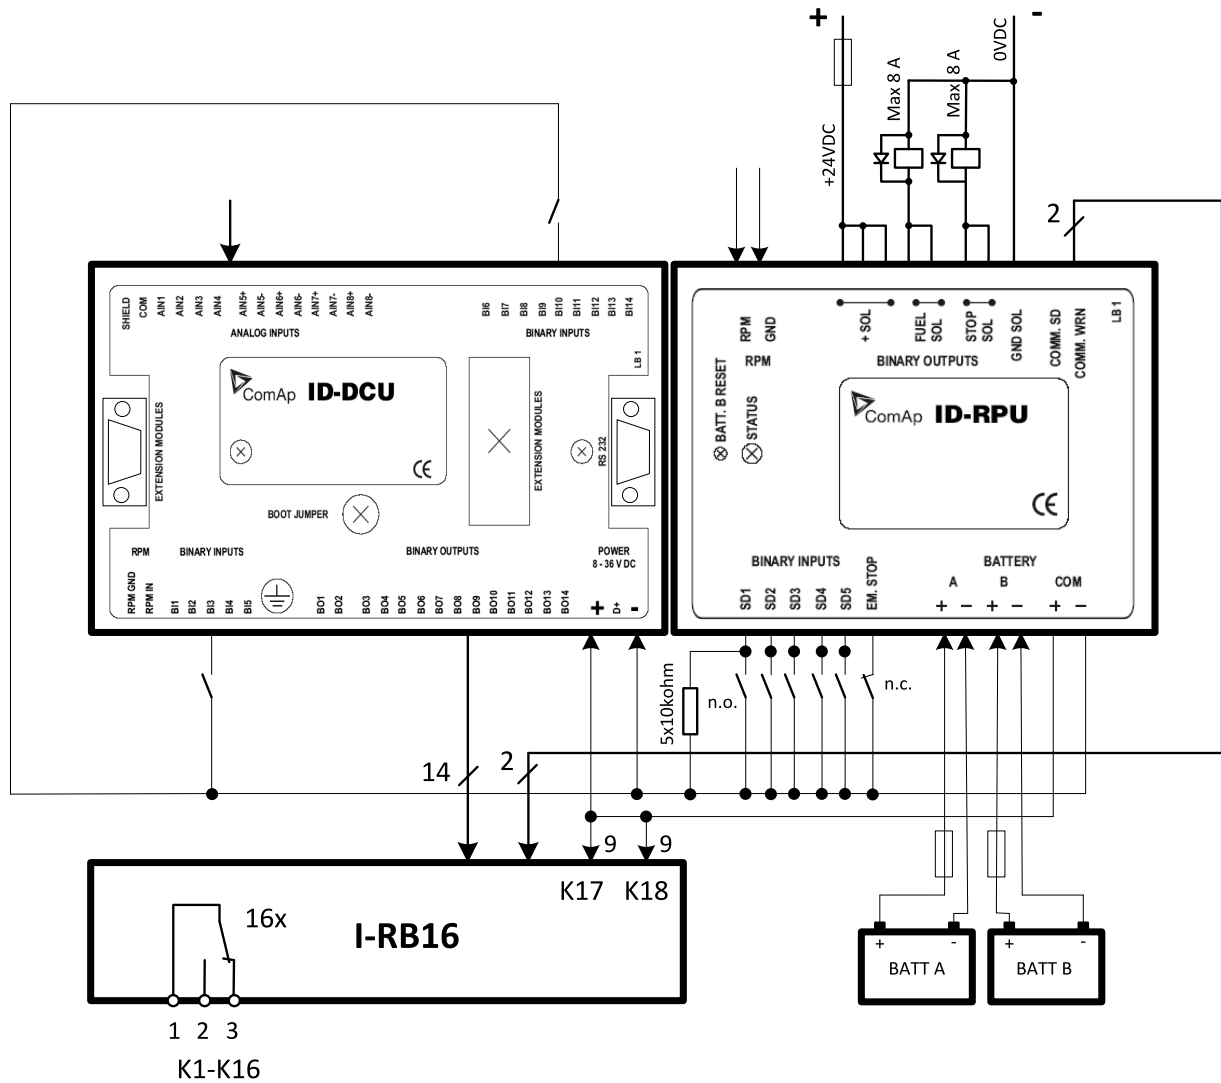 + -
+24VDC
Max 8 A
Max 8 A
0VDC
2
SHIELD COM AIN1 AIN2 AIN3 AIN4 AIN5+ AIN5- AIN6+ AIN6- AIN7+ AIN7- AIN8+ AIN8-
ANALOG INPUTS
BI6 BI7 BI8 BI9 BI10 BI11 BI12 BI13 BI14
BINARY INPUTS
LB 1
ComAp ID-DCU
CE
EXTENSION MODULES
EXTENSION MODULES
RS 232
BOOT JUMPER
RPM
BINARY INPUTS
BINARY OUTPUTS
POWER
8 - 36 V DC
RPM GND RPM IN BI1 BI2 BI3 BI4 BI5
BO1 BO2 BO3 BO4 BO5 BO6 BO7 BO8 BO9 BO10 BO11 BO12 BO13 BO14
+ D+ -
RPM GND
RPM
+ SOL
FUEL SOL
STOP SOL
GND SOL
COMM. SD
COMM. WRN
LB 1
BINARY OUTPUTS
BATT. B RESET
STATUS
ComAp ID-RPU
CE
BINARY INPUTS
SD1 SD2 SD3 SD4 SD5 EM. STOP
BATTERY
A B COM
+ - + - + -
5x10kohm
n.o.
n.c.
14
2
9 9
K17 K18
16x
I-RB16
1 2 3
K1-K16
+ -
BATT A
+ -
BATT B